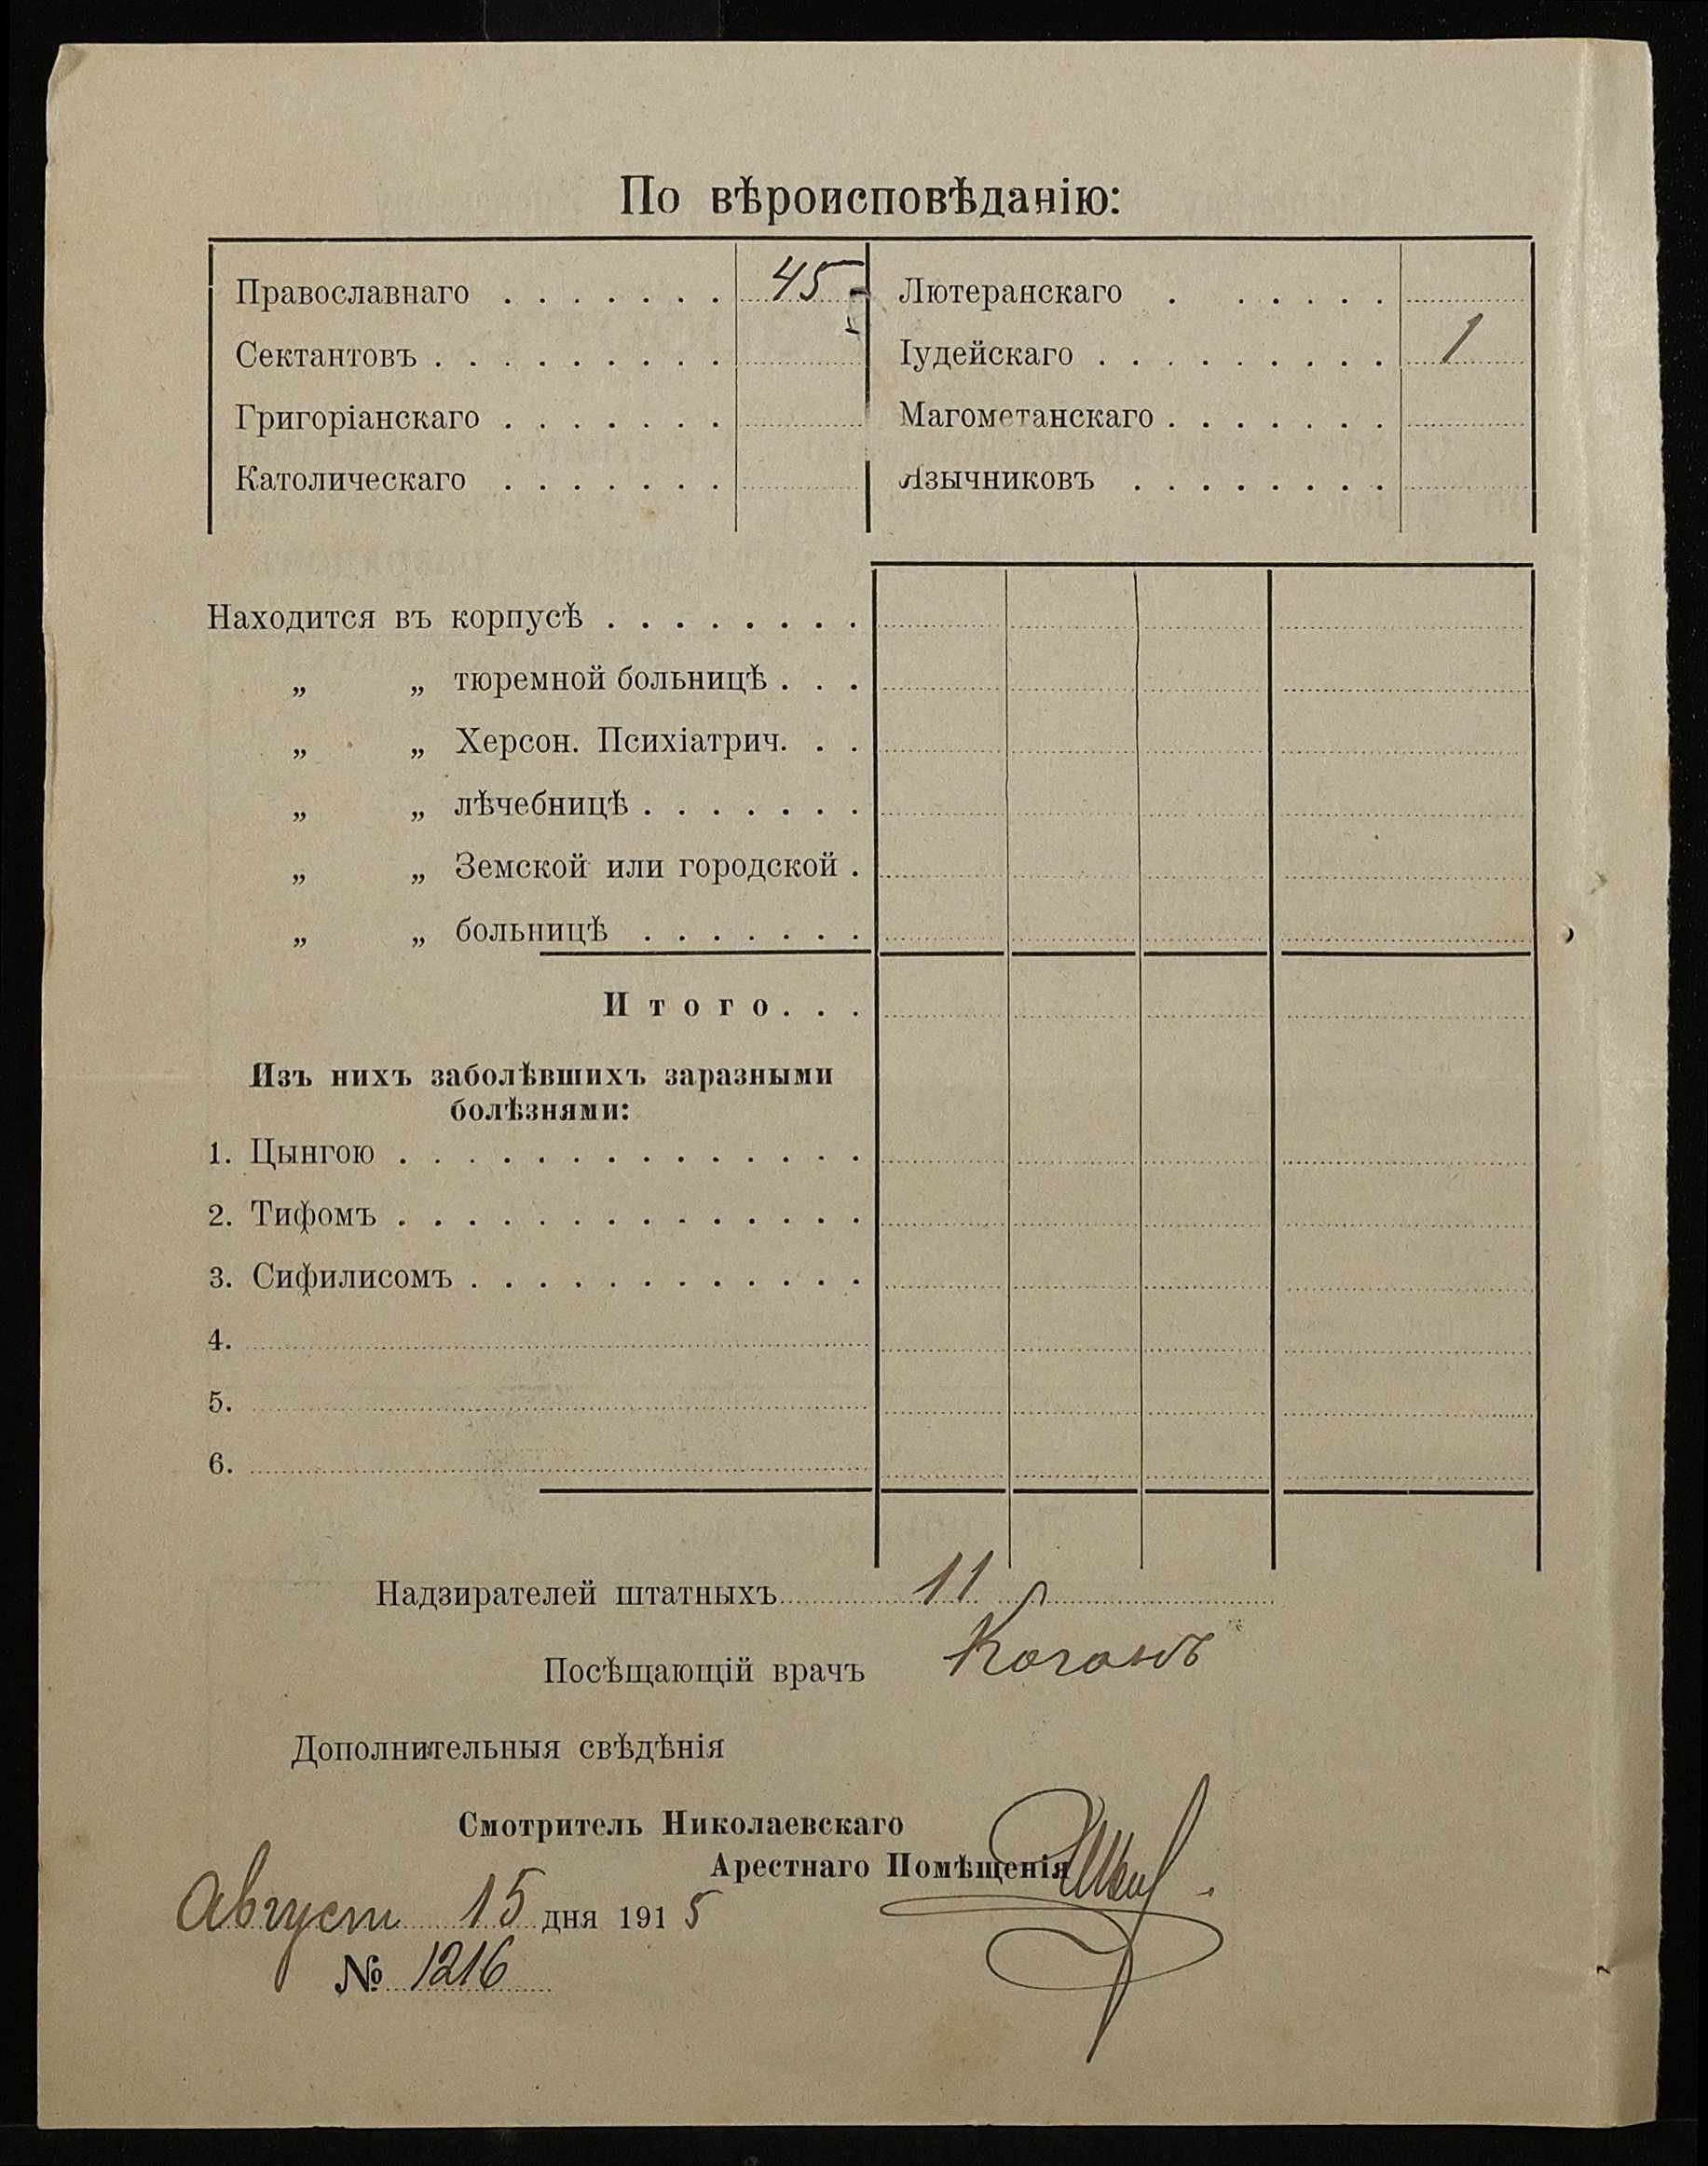 По вѣроисповѣданію:
Православнаго . . . . . . . 45
Сектантовъ . . . . . . . . .
Григоріанскаго . . . . . . .
Католическаго . . . . . . .
Лютеранскаго . . . . . .
Іудейскаго . . . . . . . . . 1
Магометанскаго . . . . . . .
Язычниковъ . . . . . . . .
Находится въ корпусѣ . . . . . . . .
„ „ тюремной больницѣ . . .
„ „ Херсон. Психіатрич. . .
„ „ лѣчебницѣ . . . . . . .
„ „ Земской или городской .
„ „ больницѣ . . . . . . .
Итого. . .
Изъ нихъ заболѣвшихъ заразными
болѣзнями:
1. Цынгою . . . . . . . . . . . . . .
2. Тифомъ . . . . . . . . . . . . . .
3. Сифилисомъ . . . . . . . . . . . .
4.
5.
6.
Надзирателей штатныхъ 11
Посѣщающій врачъ Коганъ
Дополнительныя свѣдѣнія
Смотритель Николаевскаго
Арестнаго Помѣщенія
Август 15 дня 1915
№ 1216